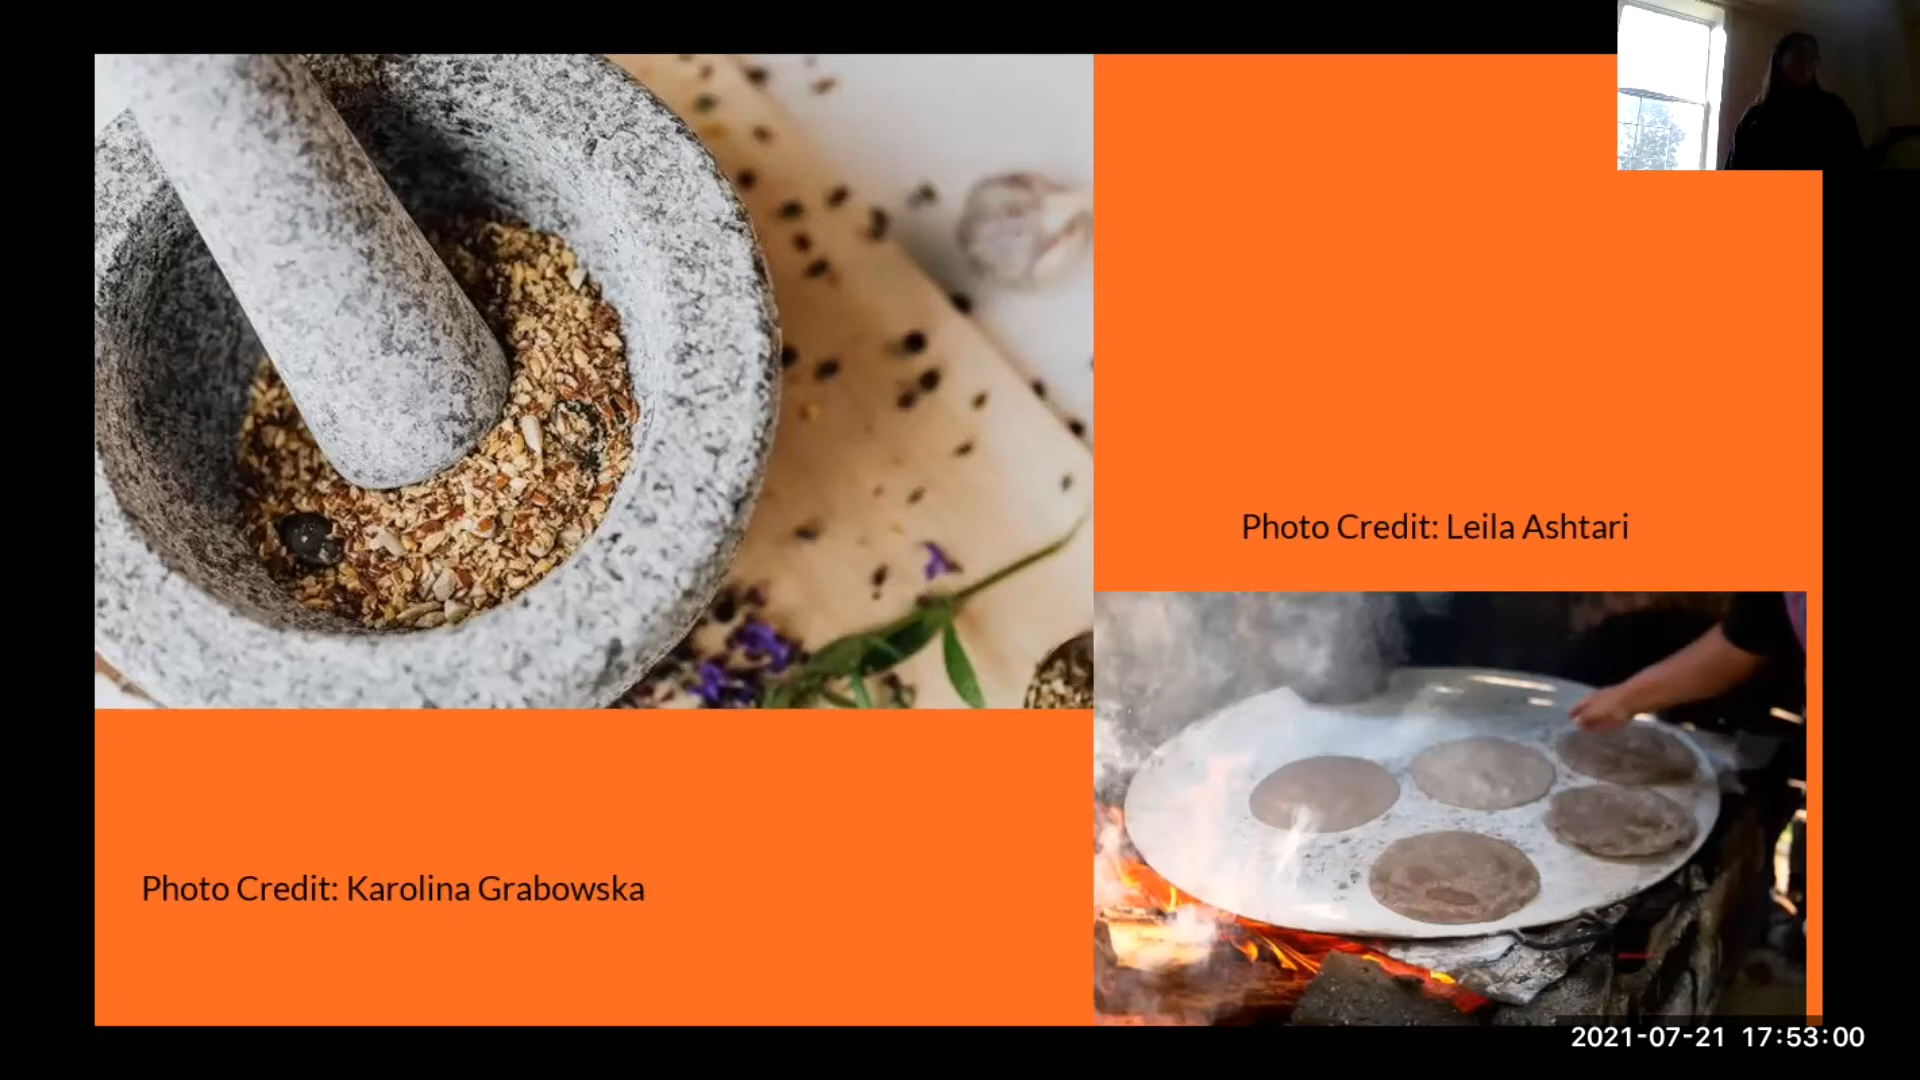 Photo Credit: Leila Ashtari
Photo Credit: Karolina Grabowska
2021-07-21 17:53:00